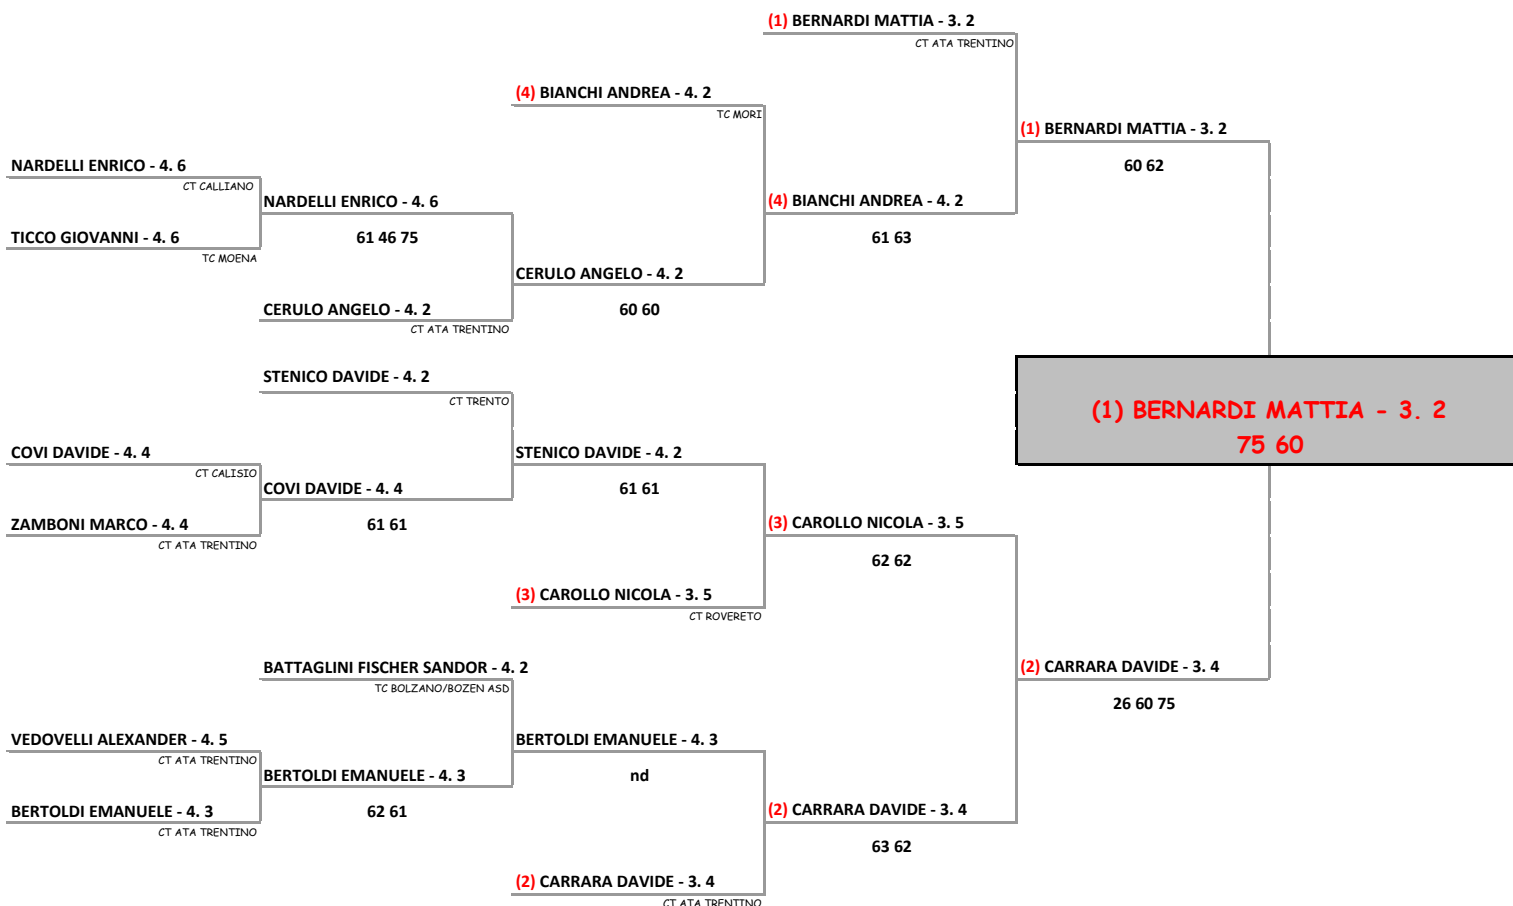 (1) BERNARDI MATTIA - 3. 2
CT ATA TRENTINO
(4) BIANCHI ANDREA - 4. 2
TC MORI
(1) BERNARDI MATTIA - 3. 2
60 62
NARDELLI ENRICO - 4. 6
CT CALLIANO
NARDELLI ENRICO - 4. 6
(4) BIANCHI ANDREA - 4. 2
TICCO GIOVANNI - 4. 6
61 46 75
61 63
TC MOENA
CERULO ANGELO - 4. 2
CERULO ANGELO - 4. 2
60 60
CT ATA TRENTINO
STENICO DAVIDE - 4. 2
CT TRENTO
(1) BERNARDI MATTIA - 3. 2
75 60
COVI DAVIDE - 4. 4
STENICO DAVIDE - 4. 2
CT CALISIO
COVI DAVIDE - 4. 4
61 61
ZAMBONI MARCO - 4. 4
61 61
(3) CAROLLO NICOLA - 3. 5
CT ATA TRENTINO
62 62
(3) CAROLLO NICOLA - 3. 5
CT ROVERETO
BATTAGLINI FISCHER SANDOR - 4. 2
(2) CARRARA DAVIDE - 3. 4
TC BOLZANO/BOZEN ASD
26 60 75
VEDOVELLI ALEXANDER - 4. 5
BERTOLDI EMANUELE - 4. 3
CT ATA TRENTINO
BERTOLDI EMANUELE - 4. 3
nd
BERTOLDI EMANUELE - 4. 3
62 61
(2) CARRARA DAVIDE - 3. 4
CT ATA TRENTINO
63 62
(2) CARRARA DAVIDE - 3. 4
CT ATA TRENTINO